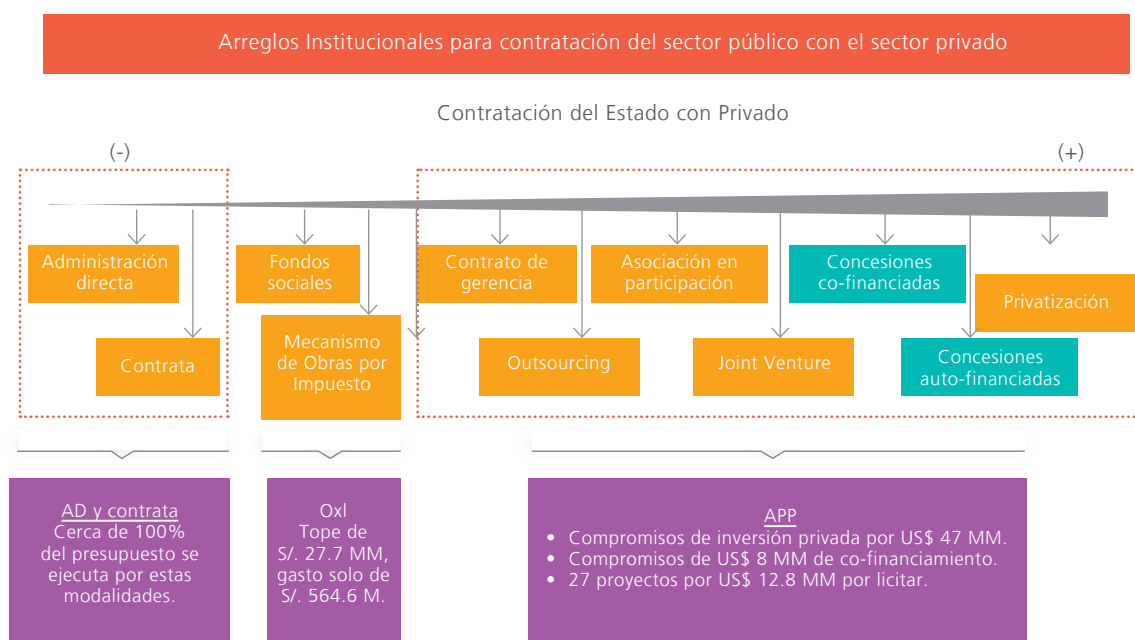 Arreglos Institucionales para contratación del sector público con el sector privado
Contratación del Estado con Privado
(-)
(+)
Administración
directa
Contrata
Fondos
sociales
Mecanismo
de Obras por
Impuesto
Contrato de
gerencia
Outsourcing
Asociación en
participación
Joint Venture
Concesiones
co-financiadas
Concesiones
auto-financiadas
Privatización
AD y contrata
Cerca de 100%
del presupuesto se
ejecuta por estas
modalidades.
OxI
Tope de
S/. 27.7 MM,
gasto solo de
S/. 564.6 M.
APP
• Compromisos de inversión privada por US$ 47 MM.
• Compromisos de US$ 8 MM de co-financiamiento.
• 27 proyectos por US$ 12.8 MM por licitar.